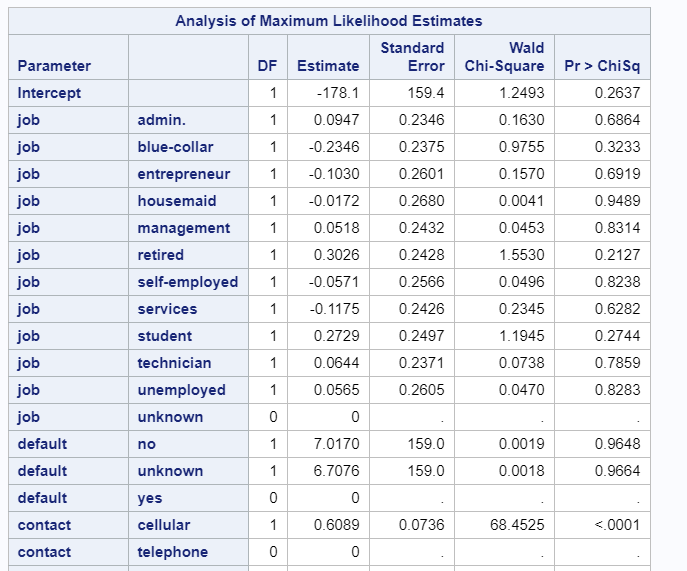 Analysis of Maximum Likelihood Estimates
Parameter DF Estimate Standard Error Wald Chi-Square Pr > ChiSq
Intercept 1 -178.1 159.4 1.2493 0.2637
job admin. 1 0.0947 0.2346 0.1630 0.6864
job blue-collar 1 -0.2346 0.2375 0.9755 0.3233
job entrepreneur 1 -0.1030 0.2601 0.1570 0.6919
job housemaid 1 -0.0172 0.2680 0.0041 0.9489
job management 1 0.0518 0.2432 0.0453 0.8314
job retired 1 0.3026 0.2428 1.5530 0.2127
job self-employed 1 -0.0571 0.2566 0.0496 0.8238
job services 1 -0.1175 0.2426 0.2345 0.6282
job student 1 0.2729 0.2497 1.1945 0.2744
job technician 1 0.0644 0.2371 0.0738 0.7859
job unemployed 1 0.0565 0.2605 0.0470 0.8283
job unknown 0 0 . . .
default no 1 7.0170 159.0 0.0019 0.9648
default unknown 1 6.7076 159.0 0.0018 0.9664
default yes 0 0 . . .
contact cellular 1 0.6089 0.0736 68.4525 <.0001
contact telephone 0 0 . . .